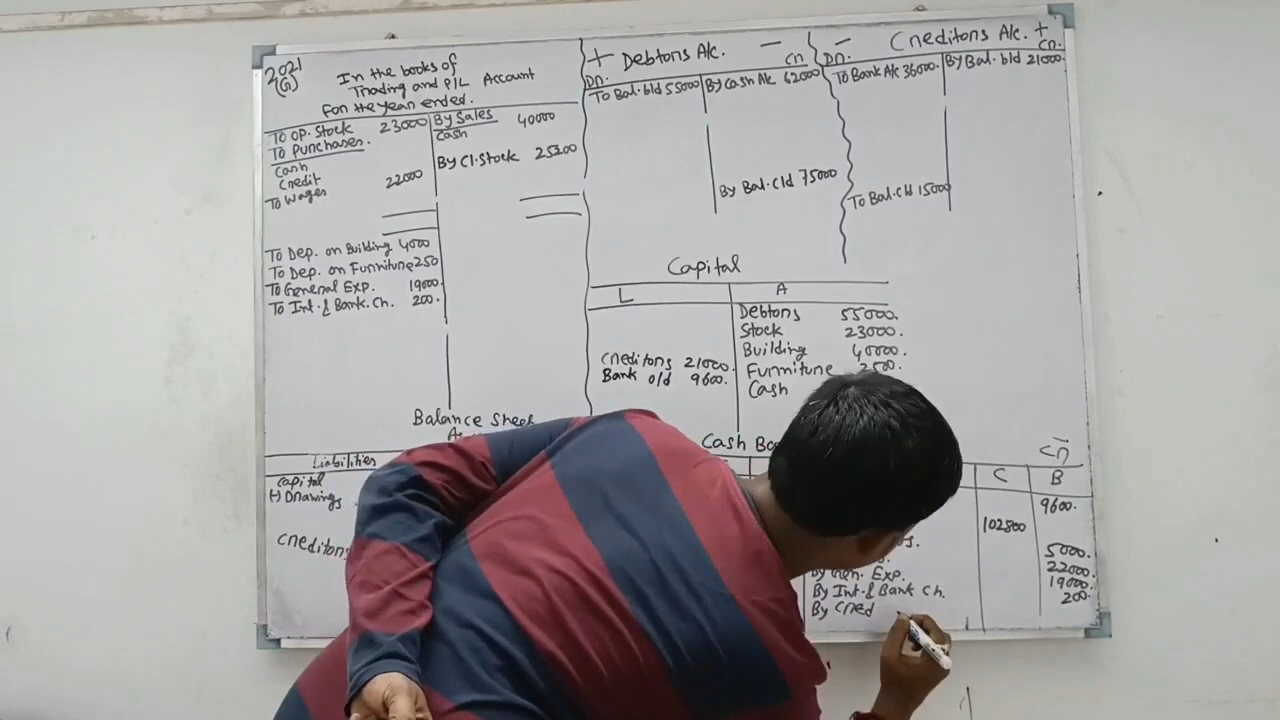 2021
(G)
In the books of
Trading and P/L Account
For the year ended.
To Op. Stock 23000 By Sales
To Purchases. Cash 40000
Cash By Cl. Stock 25300
Credit
To Wages 22000
To Dep. on Building 4000
To Dep. on Furniture 250
To General Exp. 19000.
To Int. & Bank. Ch. 200.
+ Debtors A/c. -
Dr. Cr
To Bal. b/d 55000 By Cash A/c 62000
By Bal. c/d 75000
- Creditors A/c. +
Dr. Cr.
To Bank A/c 36000. By Bal. b/d 21000.
To Bal. c/d 15000
Capital
L A
Debtors 55000.
Stock 23000.
Building 40000.
Creditors 21000. Furniture 2500.
Bank o/d 9600. Cash
Balance Sheet
Liabilities
Capital
(-) Drawings
Creditors
Cash
Cr
C B
9600.
102800
5000.
22000.
By Gen. Exp. 19000.
By Int. & Bank Ch. 200.
By Cred